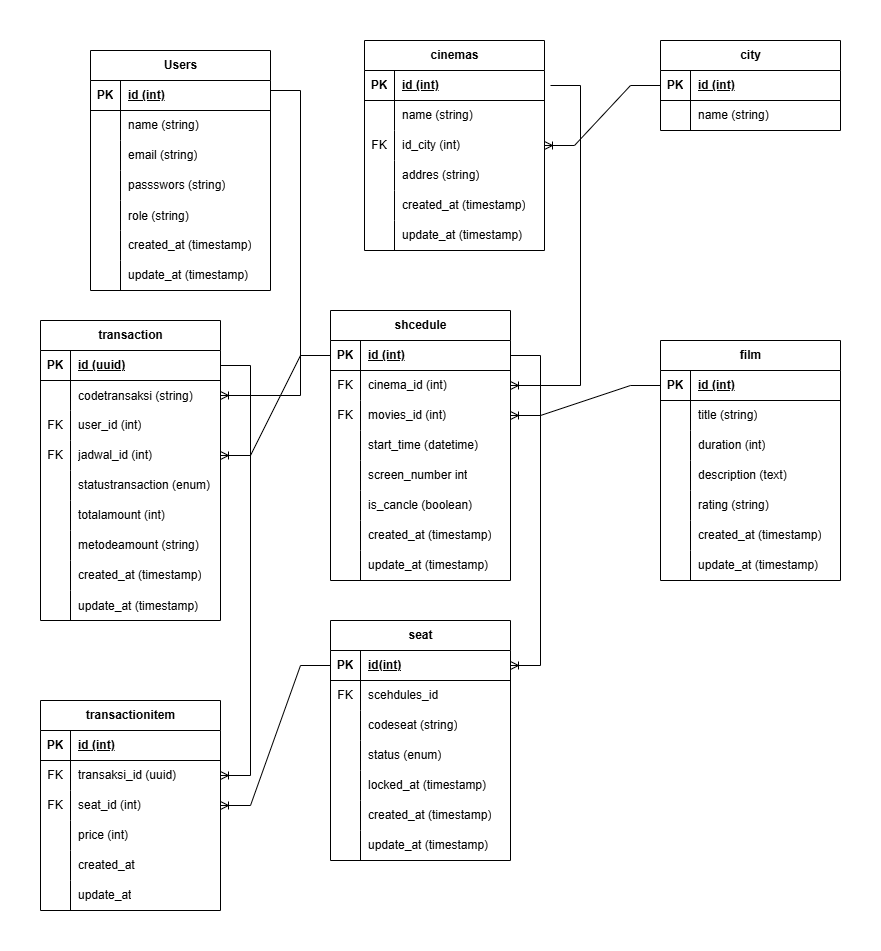 Users
PK id (int)
name (string)
email (string)
passswors (string)
role (string)
created_at (timestamp)
update_at (timestamp)
cinemas
PK id (int)
name (string)
FK id_city (int)
addres (string)
created_at (timestamp)
update_at (timestamp)
city
PK id (int)
name (string)
transaction
PK id (uuid)
codetransaksi (string)
FK user_id (int)
FK jadwal_id (int)
statustransaction (enum)
totalamount (int)
metodeamount (string)
created_at (timestamp)
update_at (timestamp)
shcedule
PK id (int)
FK cinema_id (int)
FK movies_id (int)
start_time (datetime)
screen_number int
is_cancle (boolean)
created_at (timestamp)
update_at (timestamp)
film
PK id (int)
title (string)
duration (int)
description (text)
rating (string)
created_at (timestamp)
update_at (timestamp)
seat
PK id(int)
FK scehdules_id
codeseat (string)
status (enum)
locked_at (timestamp)
created_at (timestamp)
update_at (timestamp)
transactionitem
PK id (int)
FK transaksi_id (uuid)
FK seat_id (int)
price (int)
created_at
update_at